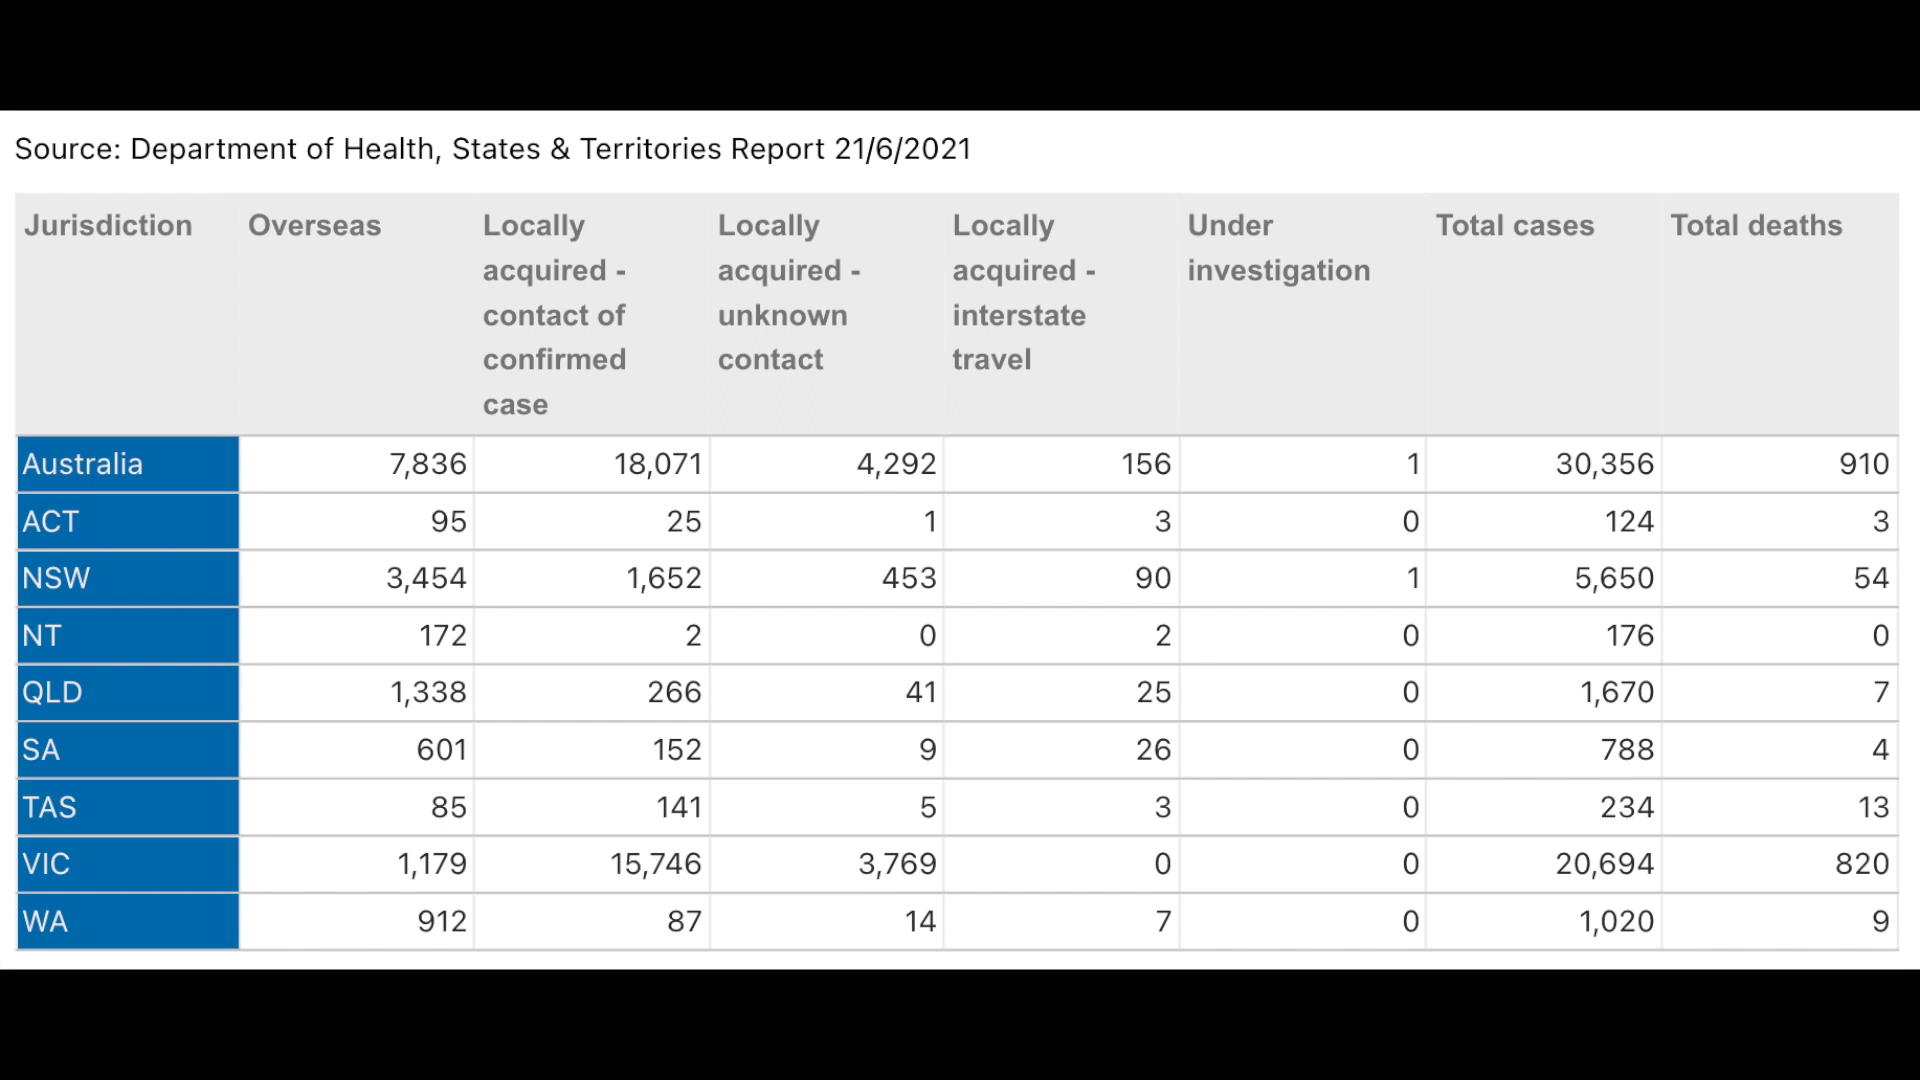 Source: Department of Health, States & Territories Report 21/6/2021
Jurisdiction Overseas Locally acquired - contact of confirmed case Locally acquired - unknown contact Locally acquired - interstate travel Under investigation Total cases Total deaths
Australia 7,836 18,071 4,292 156 1 30,356 910
ACT 95 25 1 3 0 124 3
NSW 3,454 1,652 453 90 1 5,650 54
NT 172 2 0 2 0 176 0
QLD 1,338 266 41 25 0 1,670 7
SA 601 152 9 26 0 788 4
TAS 85 141 5 3 0 234 13
VIC 1,179 15,746 3,769 0 0 20,694 820
WA 912 87 14 7 0 1,020 9